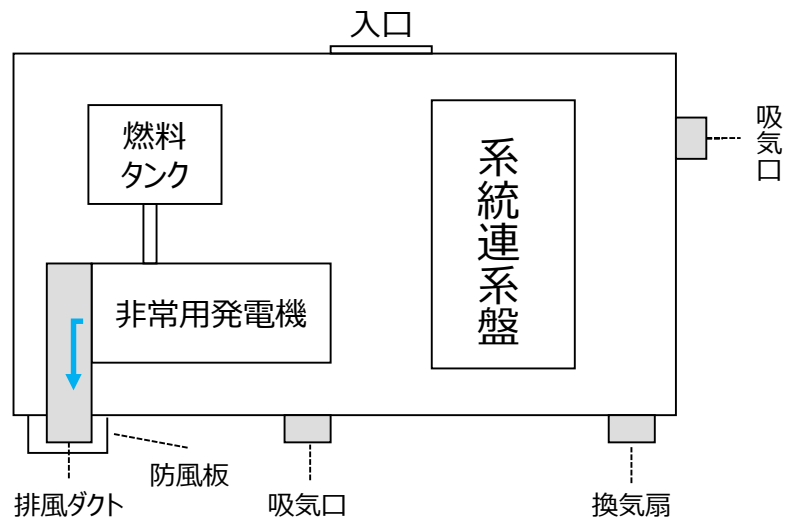 入口
燃料
タンク
系統連系盤
吸気口
非常用発電機
防風板
排風ダクト
吸気口
換気扇